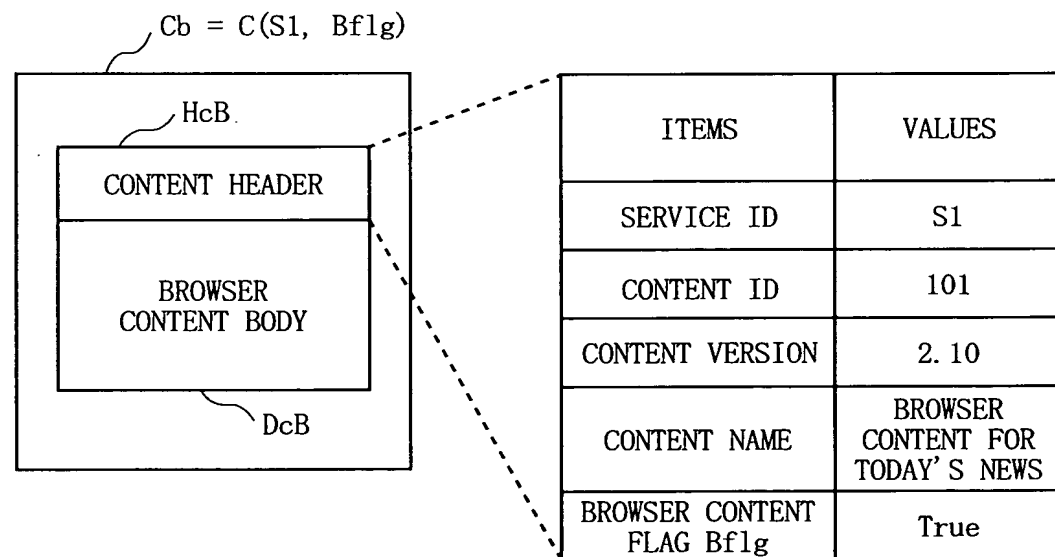 Cb = C(S1, Bflg)
HcB
CONTENT HEADER
BROWSER
CONTENT BODY
DcB
ITEMS VALUES
SERVICE ID S1
CONTENT ID 101
CONTENT VERSION 2.10
CONTENT NAME BROWSER
CONTENT FOR
TODAY'S NEWS
BROWSER CONTENT
FLAG Bflg True